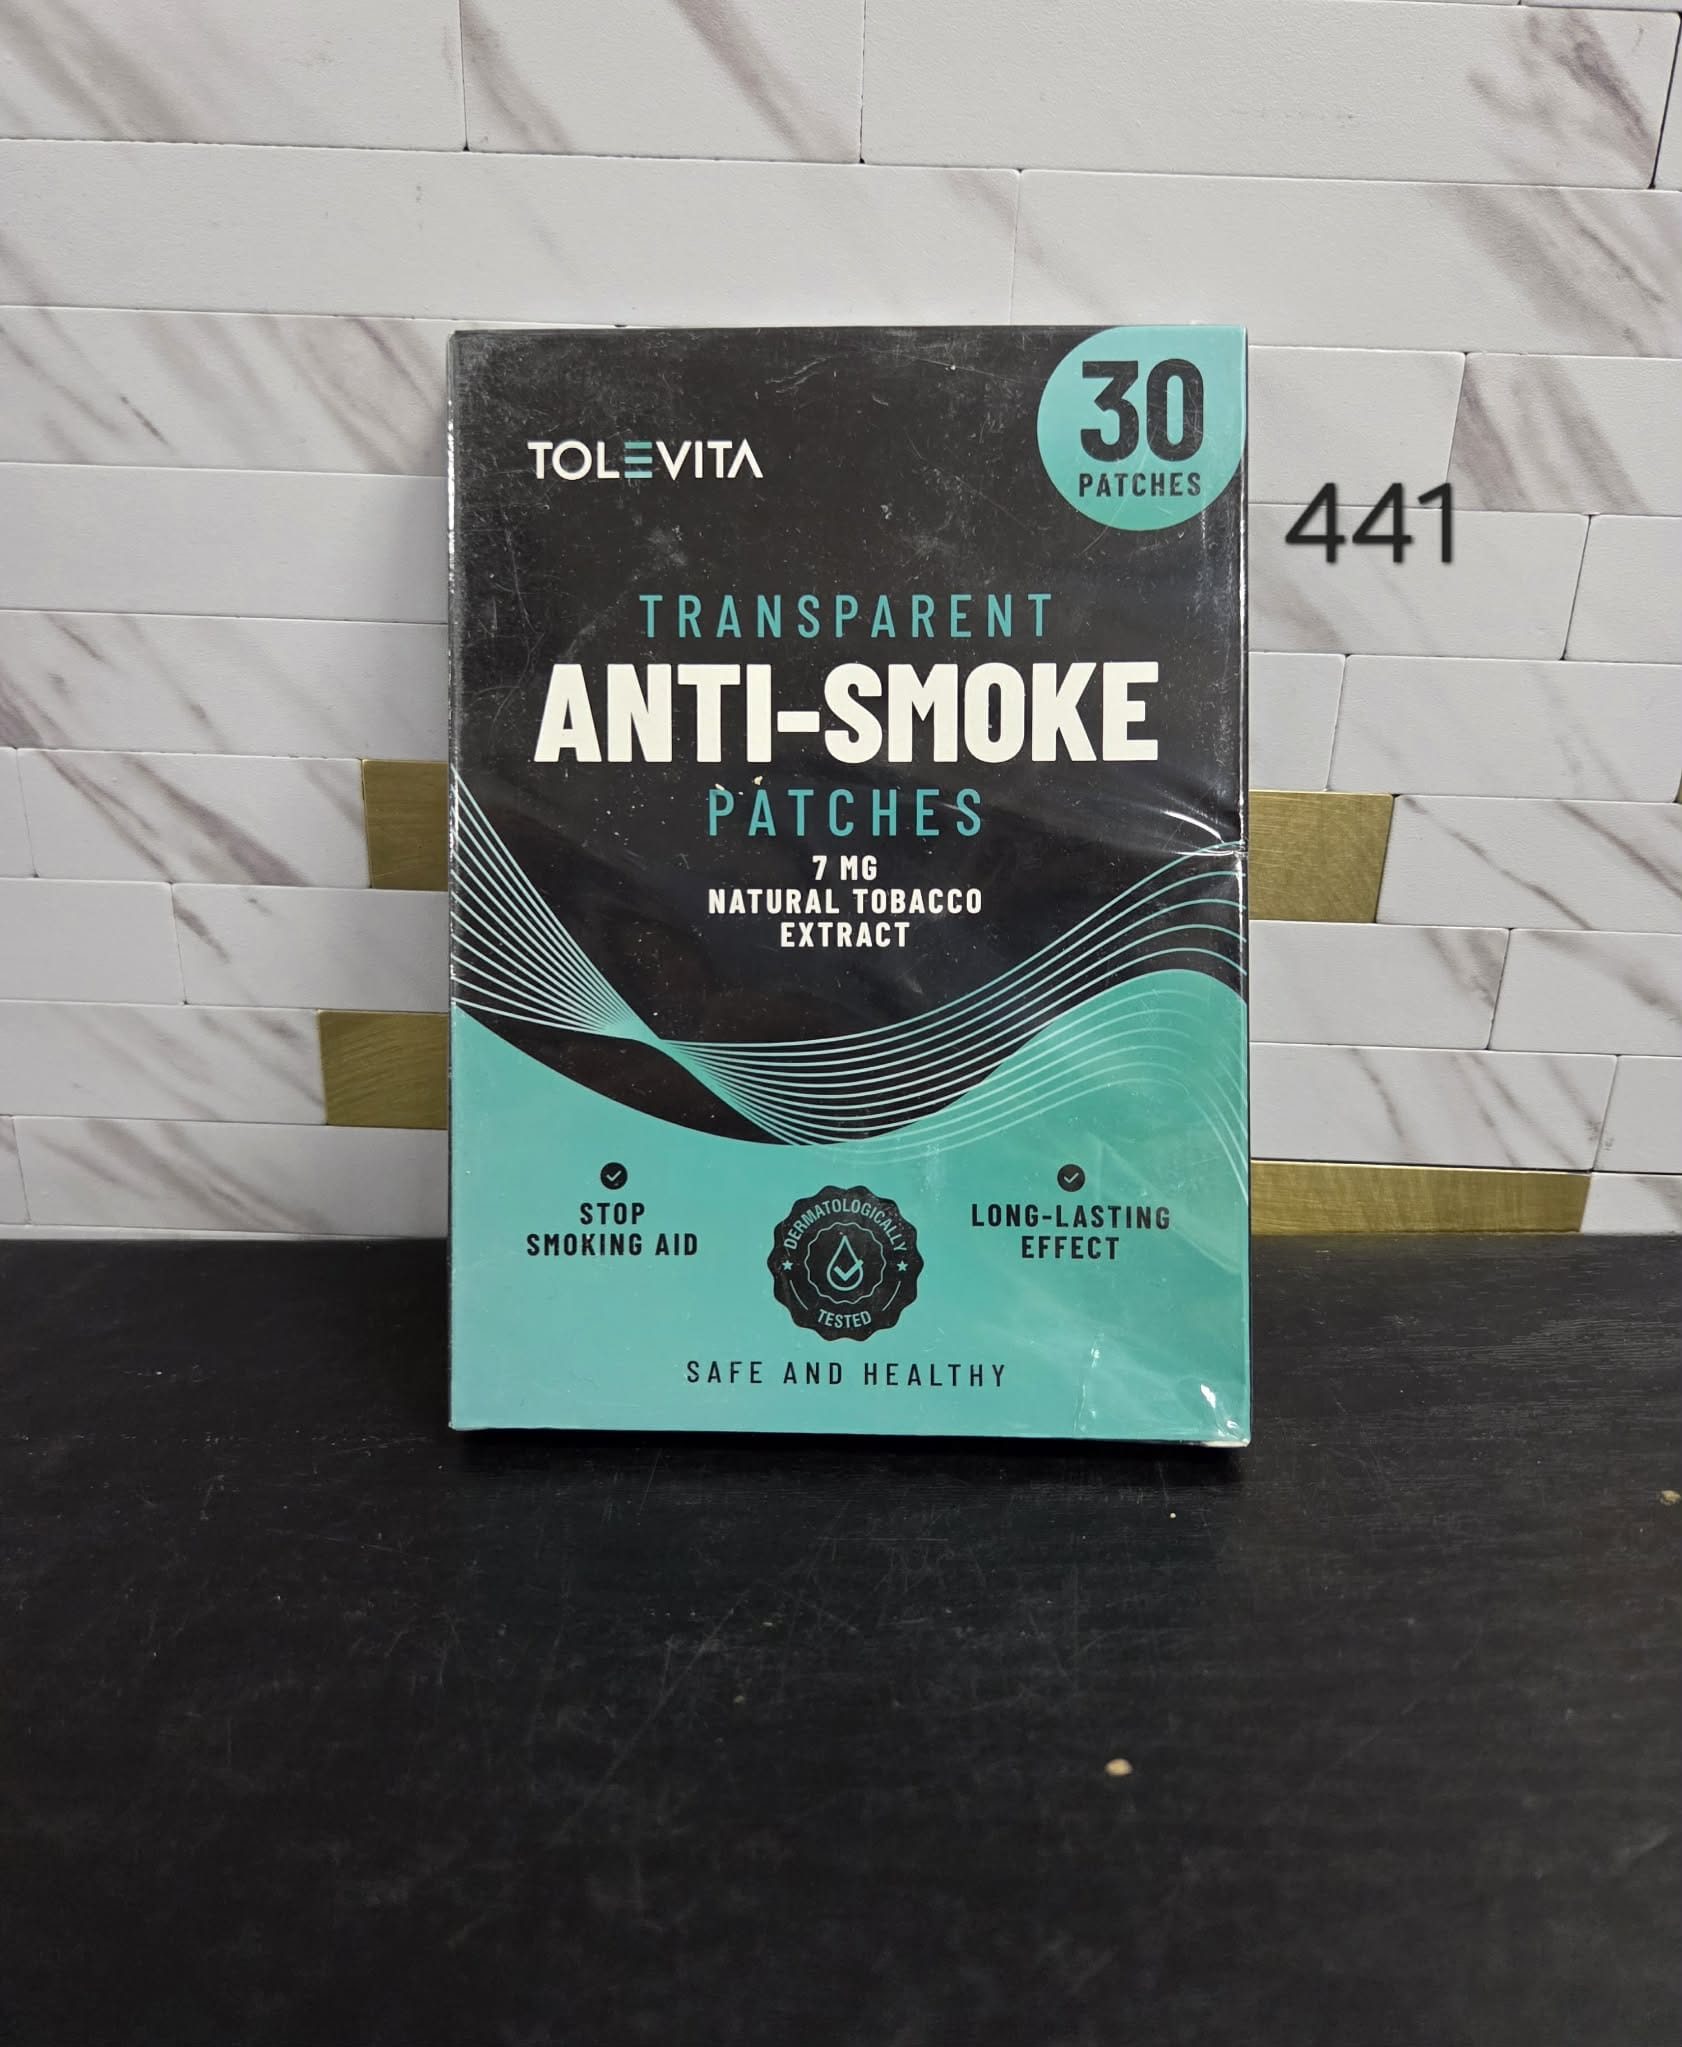 30
PATCHES
TOLEVITA
441
TRANSPARENT
ANTI-SMOKE
PATCHES
7 MG
NATURAL TOBACCO
EXTRACT
STOP
SMOKING AID
DERMATOLOGICALLY
TESTED
LONG-LASTING
EFFECT
SAFE AND HEALTHY